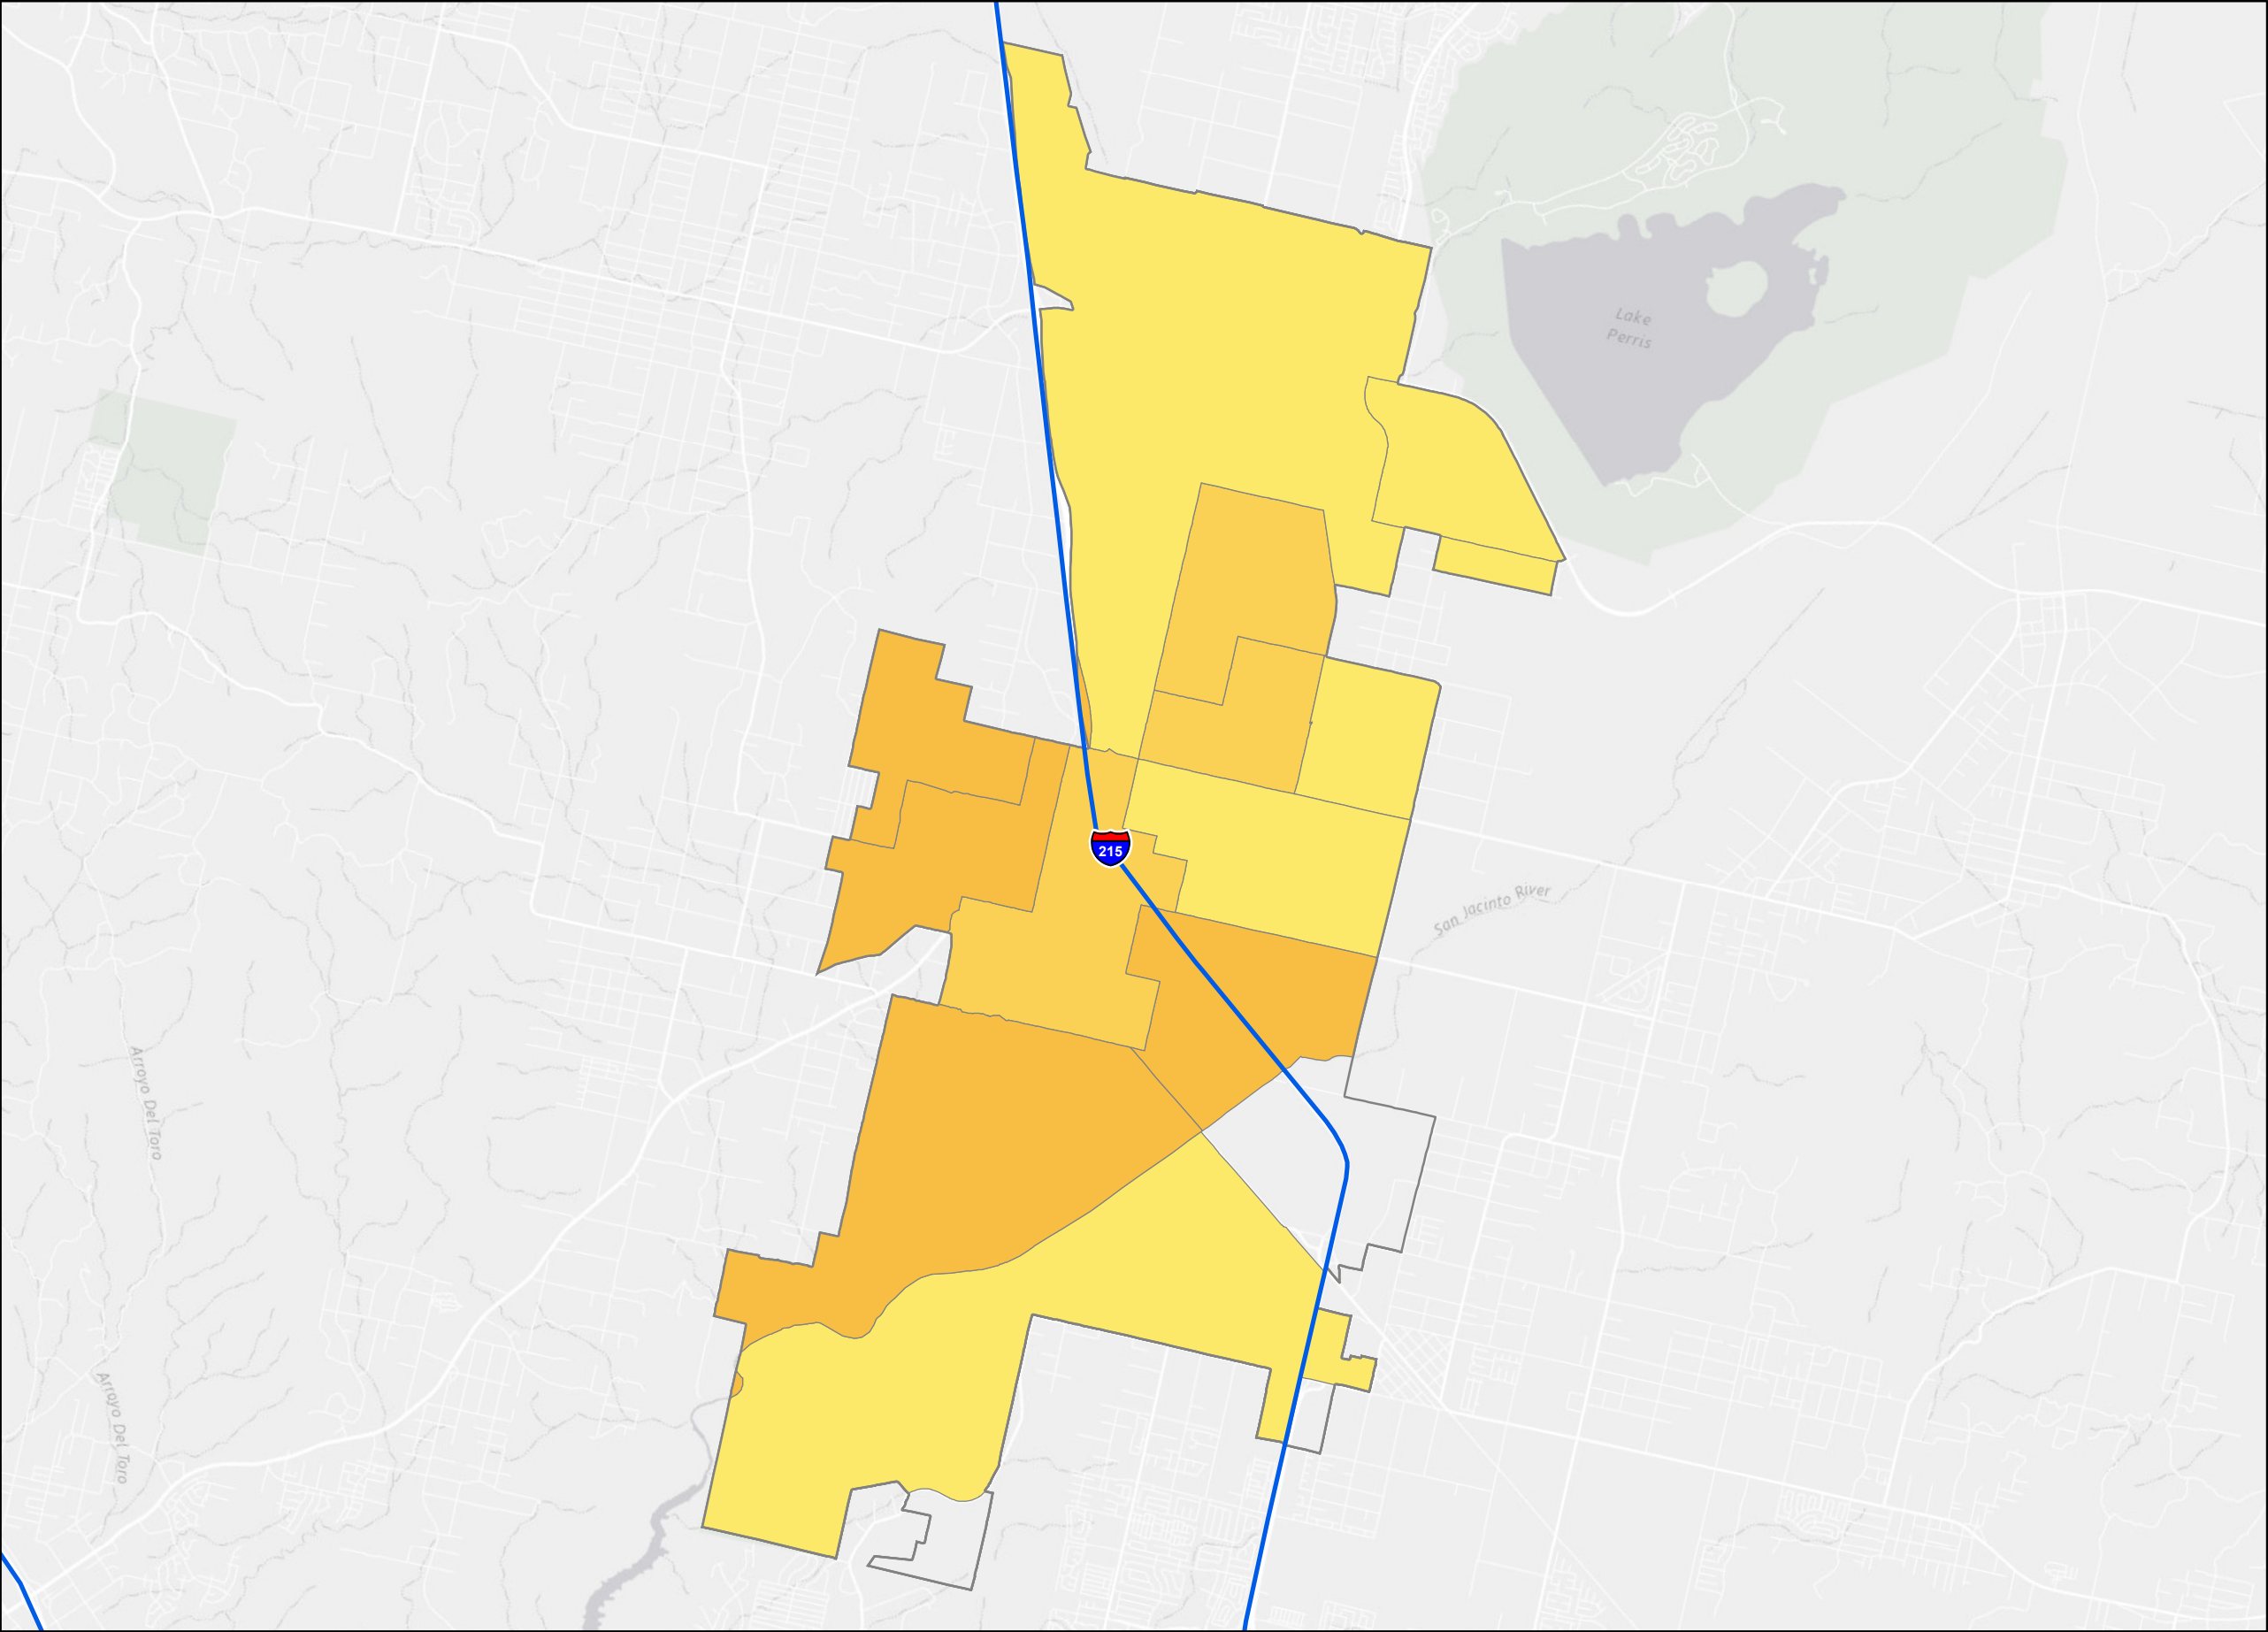 Lake
Perris
215
San Jacinto River
Arroyo Del Toro
Arroyo Del Toro